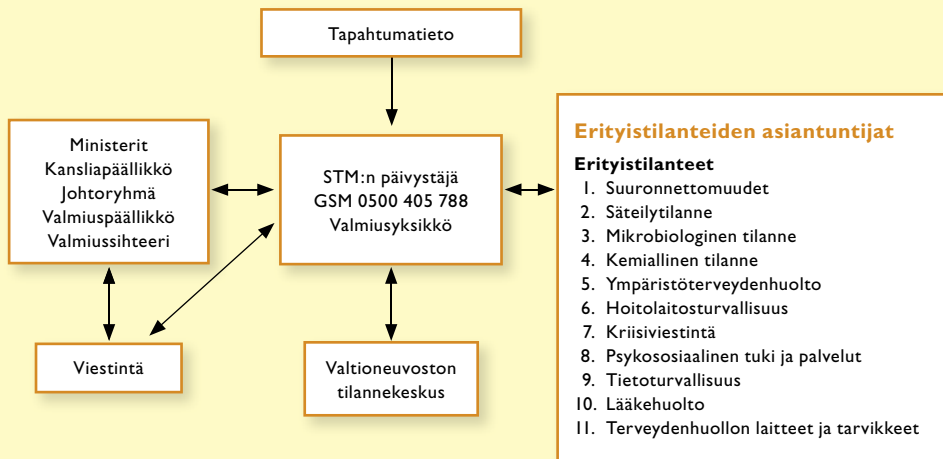 Tapahtumatieto
Ministerit
Kansliapäällikkö
Johtoryhmä
Valmiuspäällikkö
Valmiussihteeri
STM:n päivystäjä
GSM 0500 405 788
Valmiusyksikkö
Viestintä
Valtioneuvoston
tilannekeskus
Erityistilanteiden asiantuntijat
Erityistilanteet
1. Suuronnettomuudet
2. Säteilytilanne
3. Mikrobiologinen tilanne
4. Kemiallinen tilanne
5. Ympäristöterveydenhuolto
6. Hoitolaitosturvallisuus
7. Kriisiviestintä
8. Psykososiaalinen tuki ja palvelut
9. Tietoturvallisuus
10. Lääkehuolto
11. Terveydenhuollon laitteet ja tarvikkeet